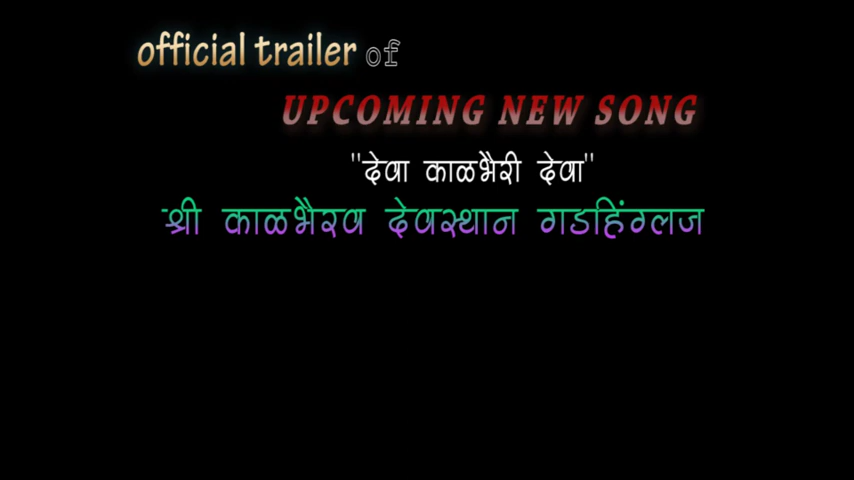 official trailer of
UPCOMING NEW SONG
"देवा काळभैरी देवा"
श्री काळभैरव देवस्थान गडहिंग्लज